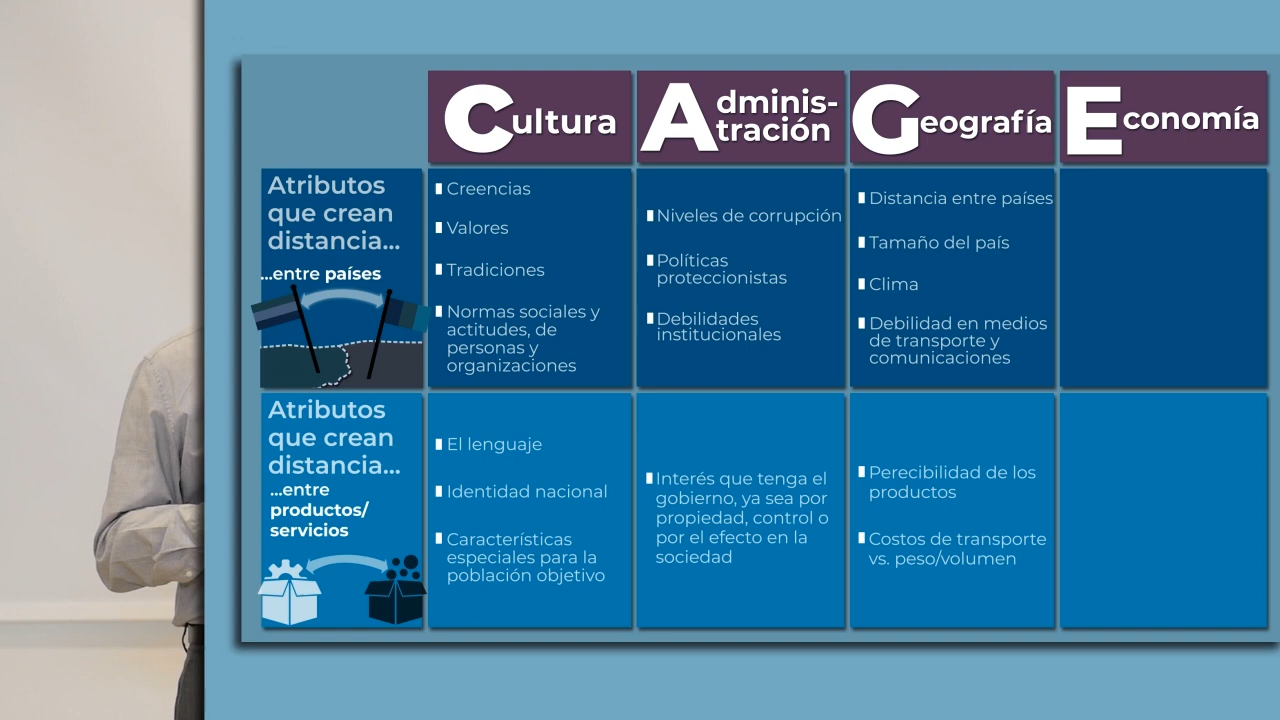 Cultura
Adminis-
tración
Geografía
Economía
Atributos
que crean
distancia...
...entre países
Creencias
Valores
Tradiciones
Normas sociales y
actitudes, de
personas y
organizaciones
Niveles de corrupción
Políticas
proteccionistas
Debilidades
institucionales
Distancia entre países
Tamaño del país
Clima
Debilidad en medios
de transporte y
comunicaciones
Atributos
que crean
distancia...
...entre
productos/
servicios
El lenguaje
Identidad nacional
Características
especiales para la
población objetivo
Interés que tenga el
gobierno, ya sea por
propiedad, control o
por el efecto en la
sociedad
Perecibilidad de los
productos
Costos de transporte
vs. peso/volumen